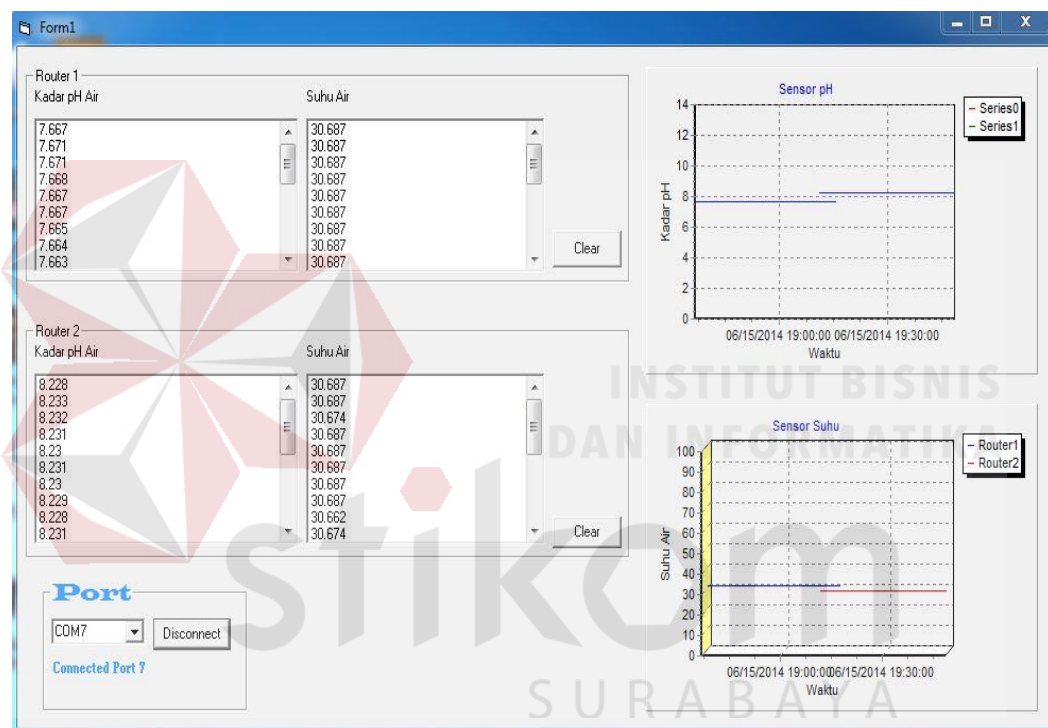 Form1
Router 1
Kadar pH Air
Suhu Air
7.667
7.671
7.671
7.668
7.667
7.667
7.665
7.664
7.663
30.687
30.687
30.687
30.687
30.687
30.687
30.687
30.687
30.687
Clear
Router 2
Kadar pH Air
Suhu Air
8.228
8.233
8.232
8.231
8.23
8.231
8.23
8.229
8.228
8.231
30.687
30.687
30.674
30.687
30.687
30.687
30.687
30.687
30.662
30.674
Clear
Port
COM7
Disconnect
Connected Port 7
Sensor pH
Series0
Series1
14
12
10
8
6
4
2
0
Kadar pH
06/15/2014 19:00:00 06/15/2014 19:30:00
Waktu
Sensor Suhu
Router1
Router2
100
90
80
70
60
50
40
30
20
10
0
Suhu Air
06/15/2014 19:00:00 06/15/2014 19:30:00
Waktu
INSTITUT BISNIS
DAN INFORMATIKA
stikom
SURABAYA